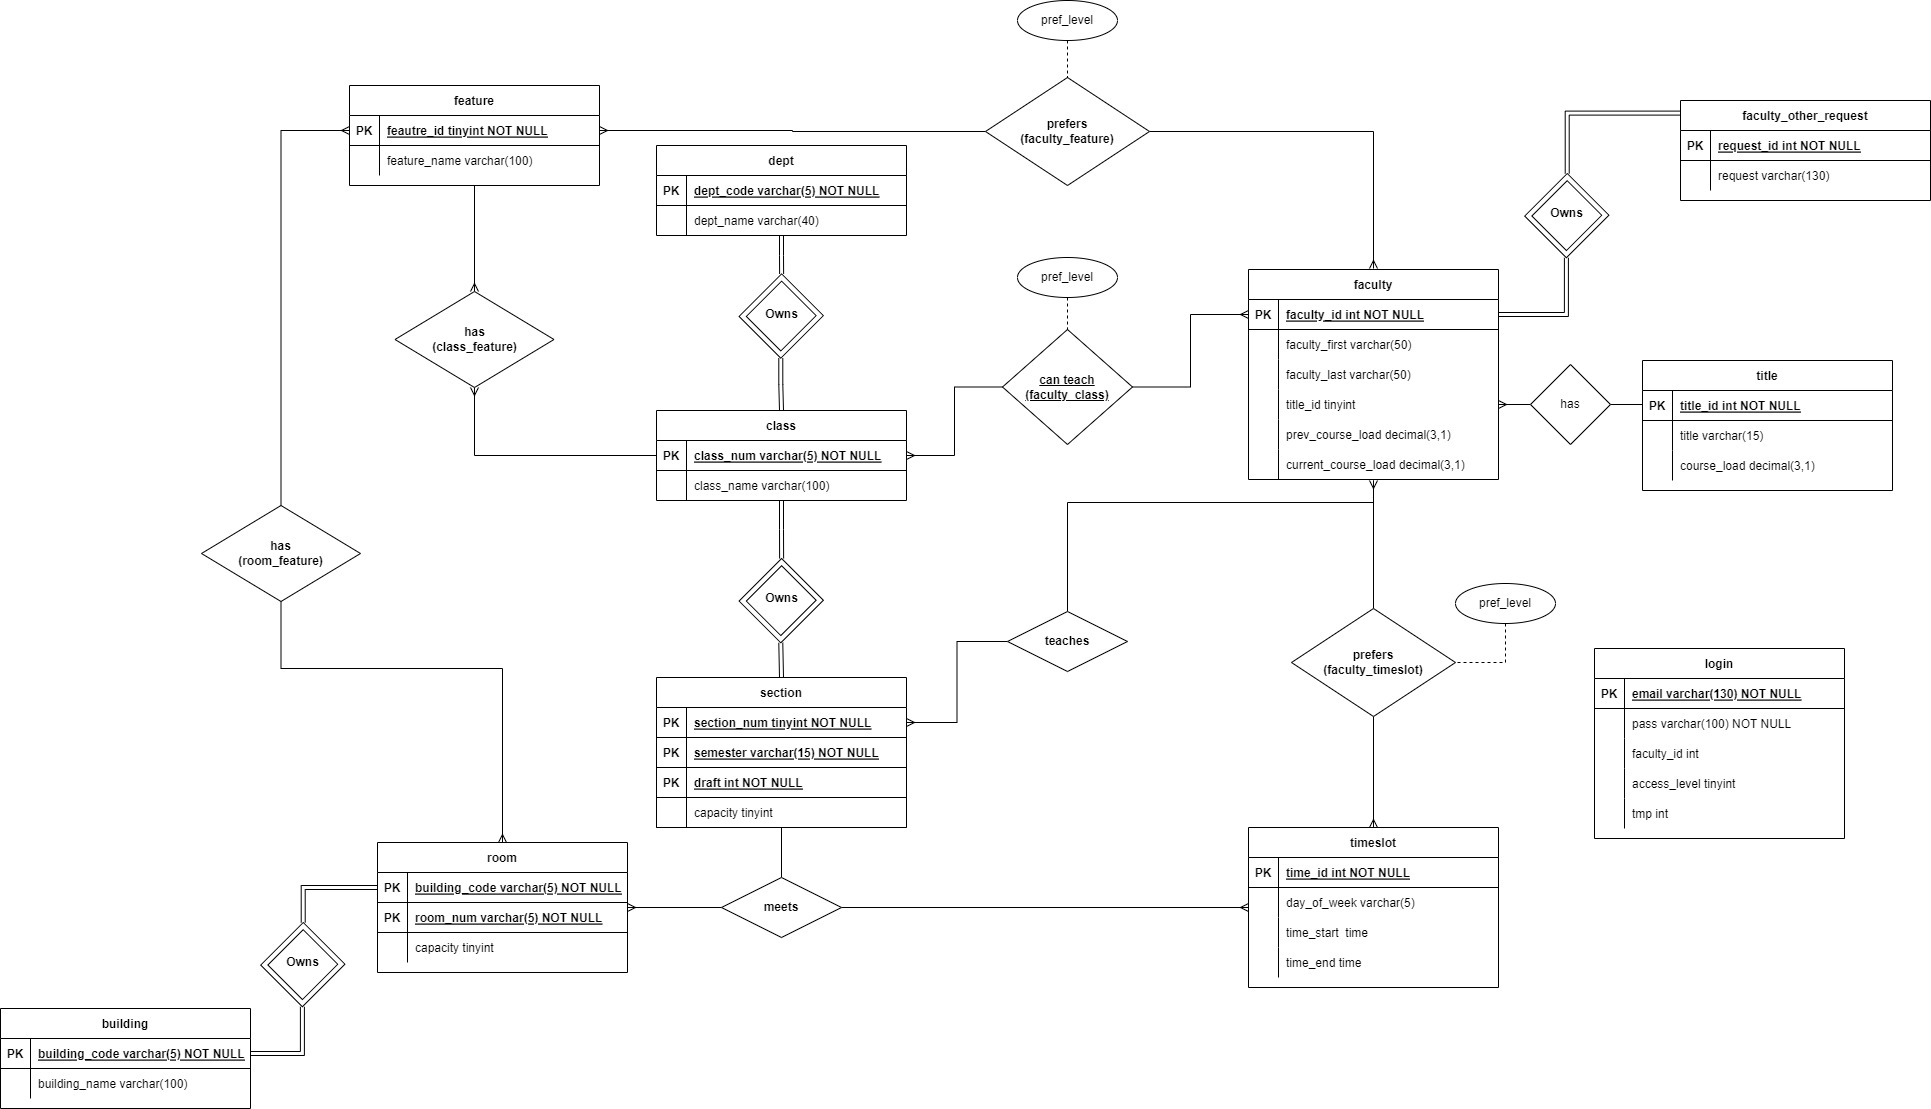 pref_level
feature
PK feautre_id tinyint NOT NULL
feature_name varchar(100)
prefers
(faculty_feature)
faculty_other_request
PK request_id int NOT NULL
request varchar(130)
dept
PK dept_code varchar(5) NOT NULL
dept_name varchar(40)
Owns
pref_level
faculty
PK faculty_id int NOT NULL
faculty_first varchar(50)
faculty_last varchar(50)
title_id tinyint
prev_course_load decimal(3,1)
current_course_load decimal(3,1)
has
(class_feature)
Owns
can teach
(faculty_class)
has
title
PK title_id int NOT NULL
title varchar(15)
course_load decimal(3,1)
class
PK class_num varchar(5) NOT NULL
class_name varchar(100)
has
(room_feature)
Owns
teaches
prefers
(faculty_timeslot)
pref_level
login
PK email varchar(130) NOT NULL
pass varchar(100) NOT NULL
faculty_id int
access_level tinyint
tmp int
section
PK section_num tinyint NOT NULL
PK semester varchar(15) NOT NULL
PK draft int NOT NULL
capacity tinyint
room
PK building_code varchar(5) NOT NULL
PK room_num varchar(5) NOT NULL
capacity tinyint
meets
timeslot
PK time_id int NOT NULL
day_of_week varchar(5)
time_start  time
time_end time
Owns
building
PK building_code varchar(5) NOT NULL
building_name varchar(100)